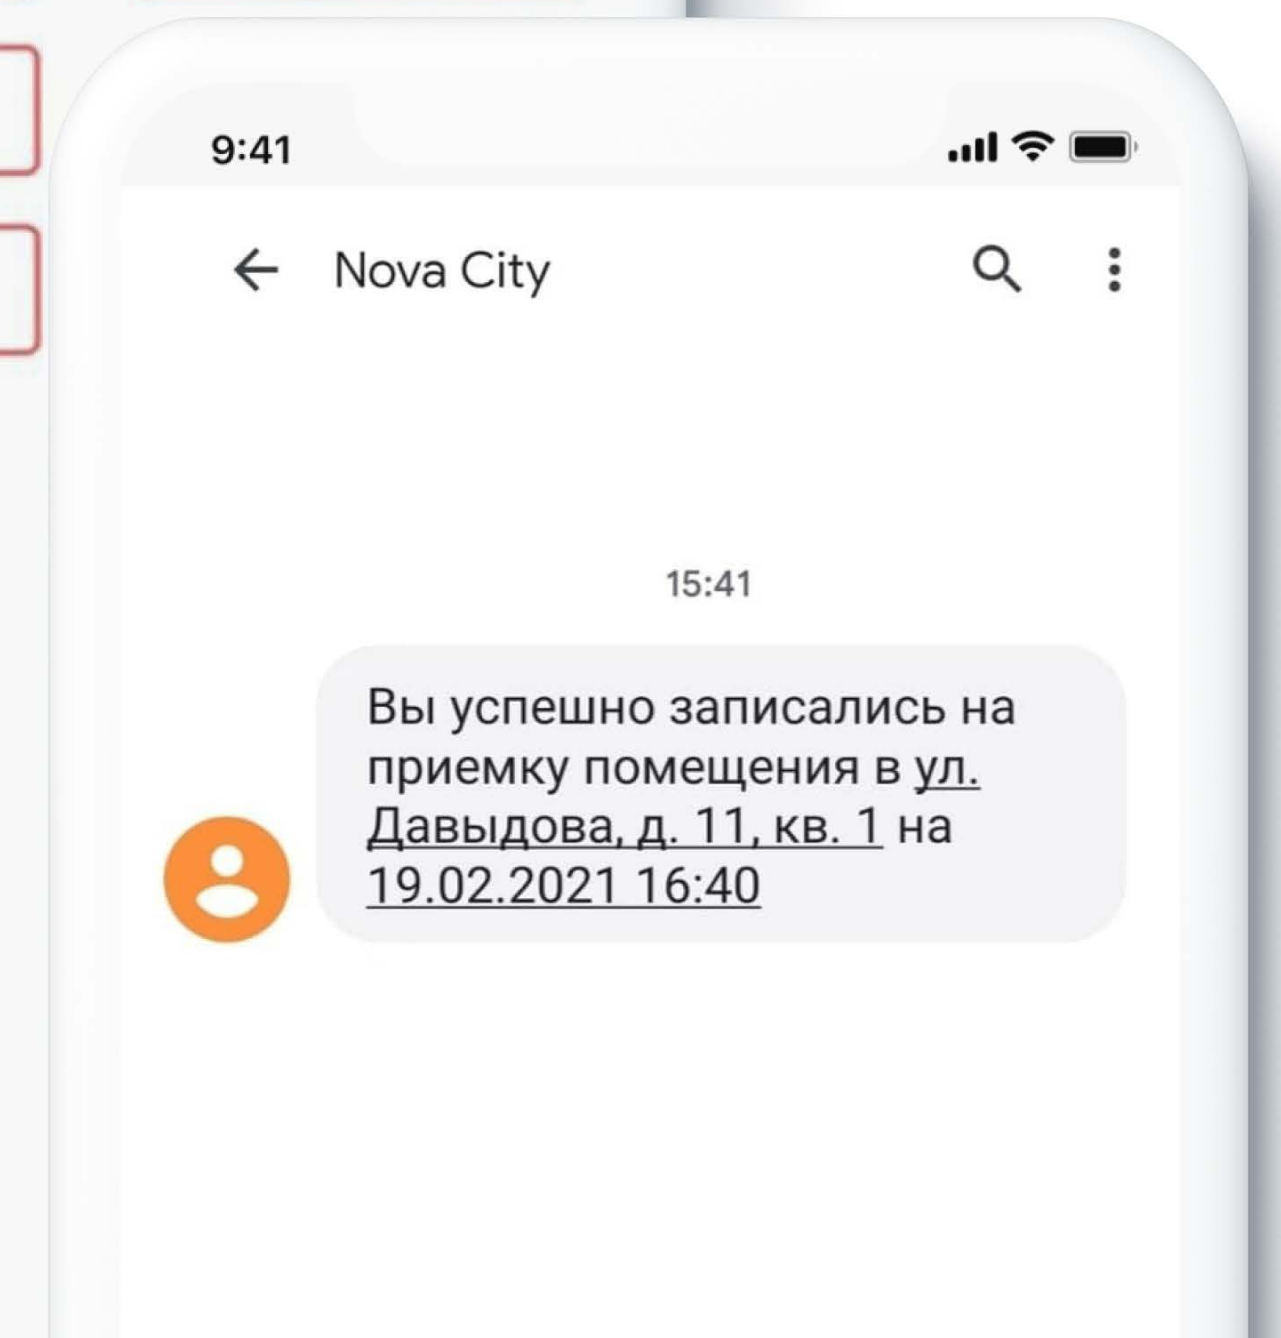 9:41
Nova City
15:41
Вы успешно записались на
приемку помещения в ул.
Давыдова, д. 11, кв. 1 на
19.02.2021 16:40